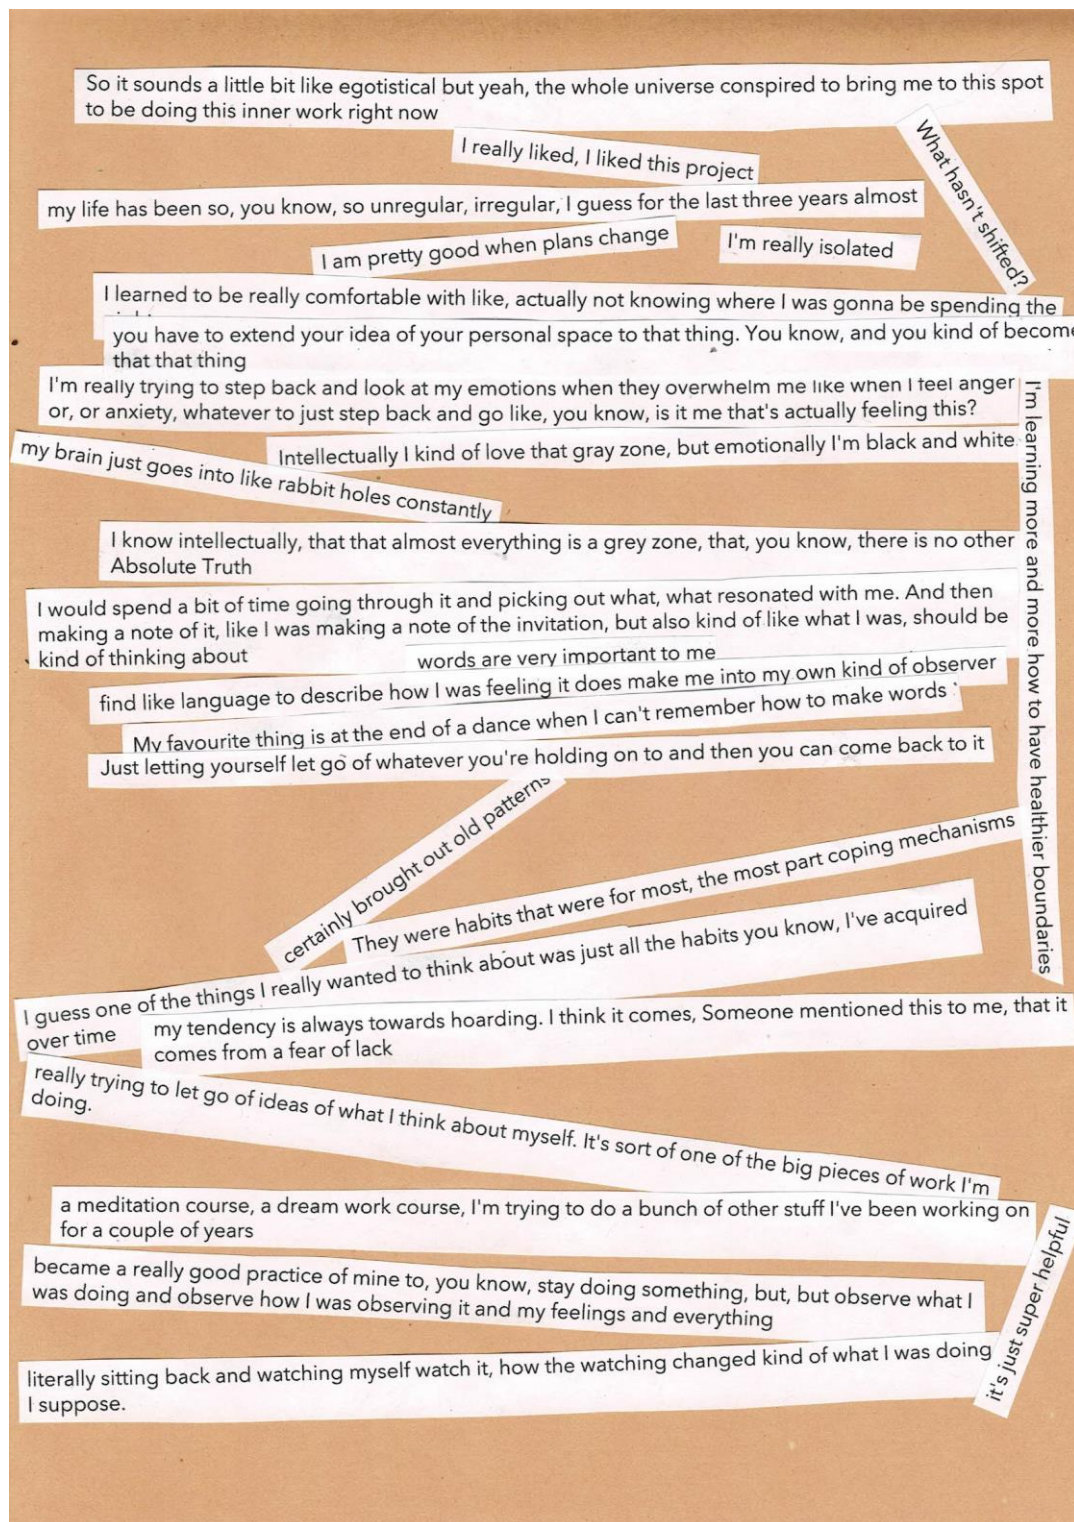 So it sounds a little bit like egotistical but yeah, the whole universe conspired to bring me to this spot
to be doing this inner work right now
I really liked, I liked this project
What hasn't shifted?
my life has been so, you know, so unregular, irregular, I guess for the last three years almost
I am pretty good when plans change
I'm really isolated
I learned to be really comfortable with like, actually not knowing where I was gonna be spending the
you have to extend your idea of your personal space to that thing. You know, and you kind of become
that that thing
I'm really trying to step back and look at my emotions when they overwhelm me like when I feel anger
or, or anxiety, whatever to just step back and go like, you know, is it me that's actually feeling this?
I'm learning more and more how to have healthier boundaries
Intellectually I kind of love that gray zone, but emotionally I'm black and white.
my brain just goes into like rabbit holes constantly
I know intellectually, that that almost everything is a grey zone, that, you know, there is no other
Absolute Truth
I would spend a bit of time going through it and picking out what, what resonated with me. And then
making a note of it, like I was making a note of the invitation, but also kind of like what I was, should be
kind of thinking about
words are very important to me
find like language to describe how I was feeling it does make me into my own kind of observer
My favourite thing is at the end of a dance when I can't remember how to make words
Just letting yourself let go of whatever you're holding on to and then you can come back to it
certainly brought out old patterns
They were habits that were for most, the most part coping mechanisms
I guess one of the things I really wanted to think about was just all the habits you know, I've acquired
over time
my tendency is always towards hoarding. I think it comes, Someone mentioned this to me, that it
comes from a fear of lack
really trying to let go of ideas of what I think about myself. It's sort of one of the big pieces of work I'm
doing.
a meditation course, a dream work course, I'm trying to do a bunch of other stuff I've been working on
for a couple of years
became a really good practice of mine to, you know, stay doing something, but, but observe what I
was doing and observe how I was observing it and my feelings and everything
it's just super helpful
literally sitting back and watching myself watch it, how the watching changed kind of what I was doing
I suppose.